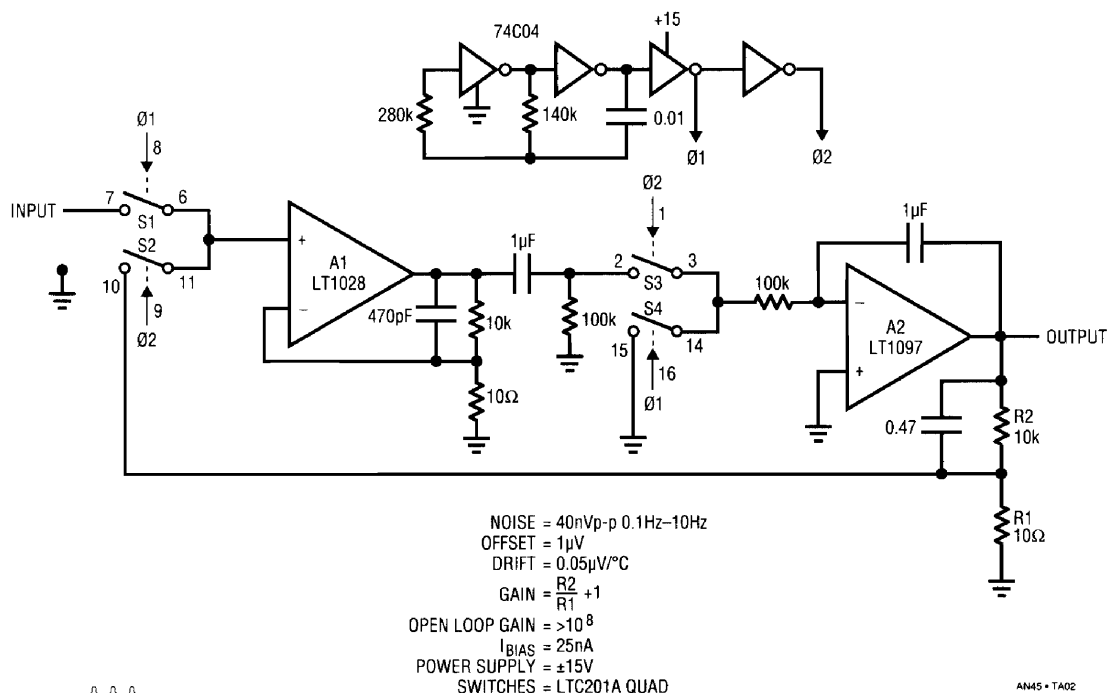 74C04
+15
280k
140k
0.01
Ø1
Ø2
Ø1
8
7
6
INPUT
S1
S2
10
11
9
Ø2
+
A1
LT1028
−
470pF
10k
10Ω
1µF
100k
Ø2
1
2
3
S3
S4
15
14
16
Ø1
100k
1µF
−
A2
LT1097
+
OUTPUT
0.47
R2
10k
R1
10Ω
NOISE = 40nVp-p 0.1Hz–10Hz
OFFSET = 1µV
DRIFT = 0.05µV/°C
GAIN = R2/R1 +1
OPEN LOOP GAIN = >10⁸
IBIAS = 25nA
POWER SUPPLY = ±15V
SWITCHES = LTC201A QUAD
AN45 • TA02